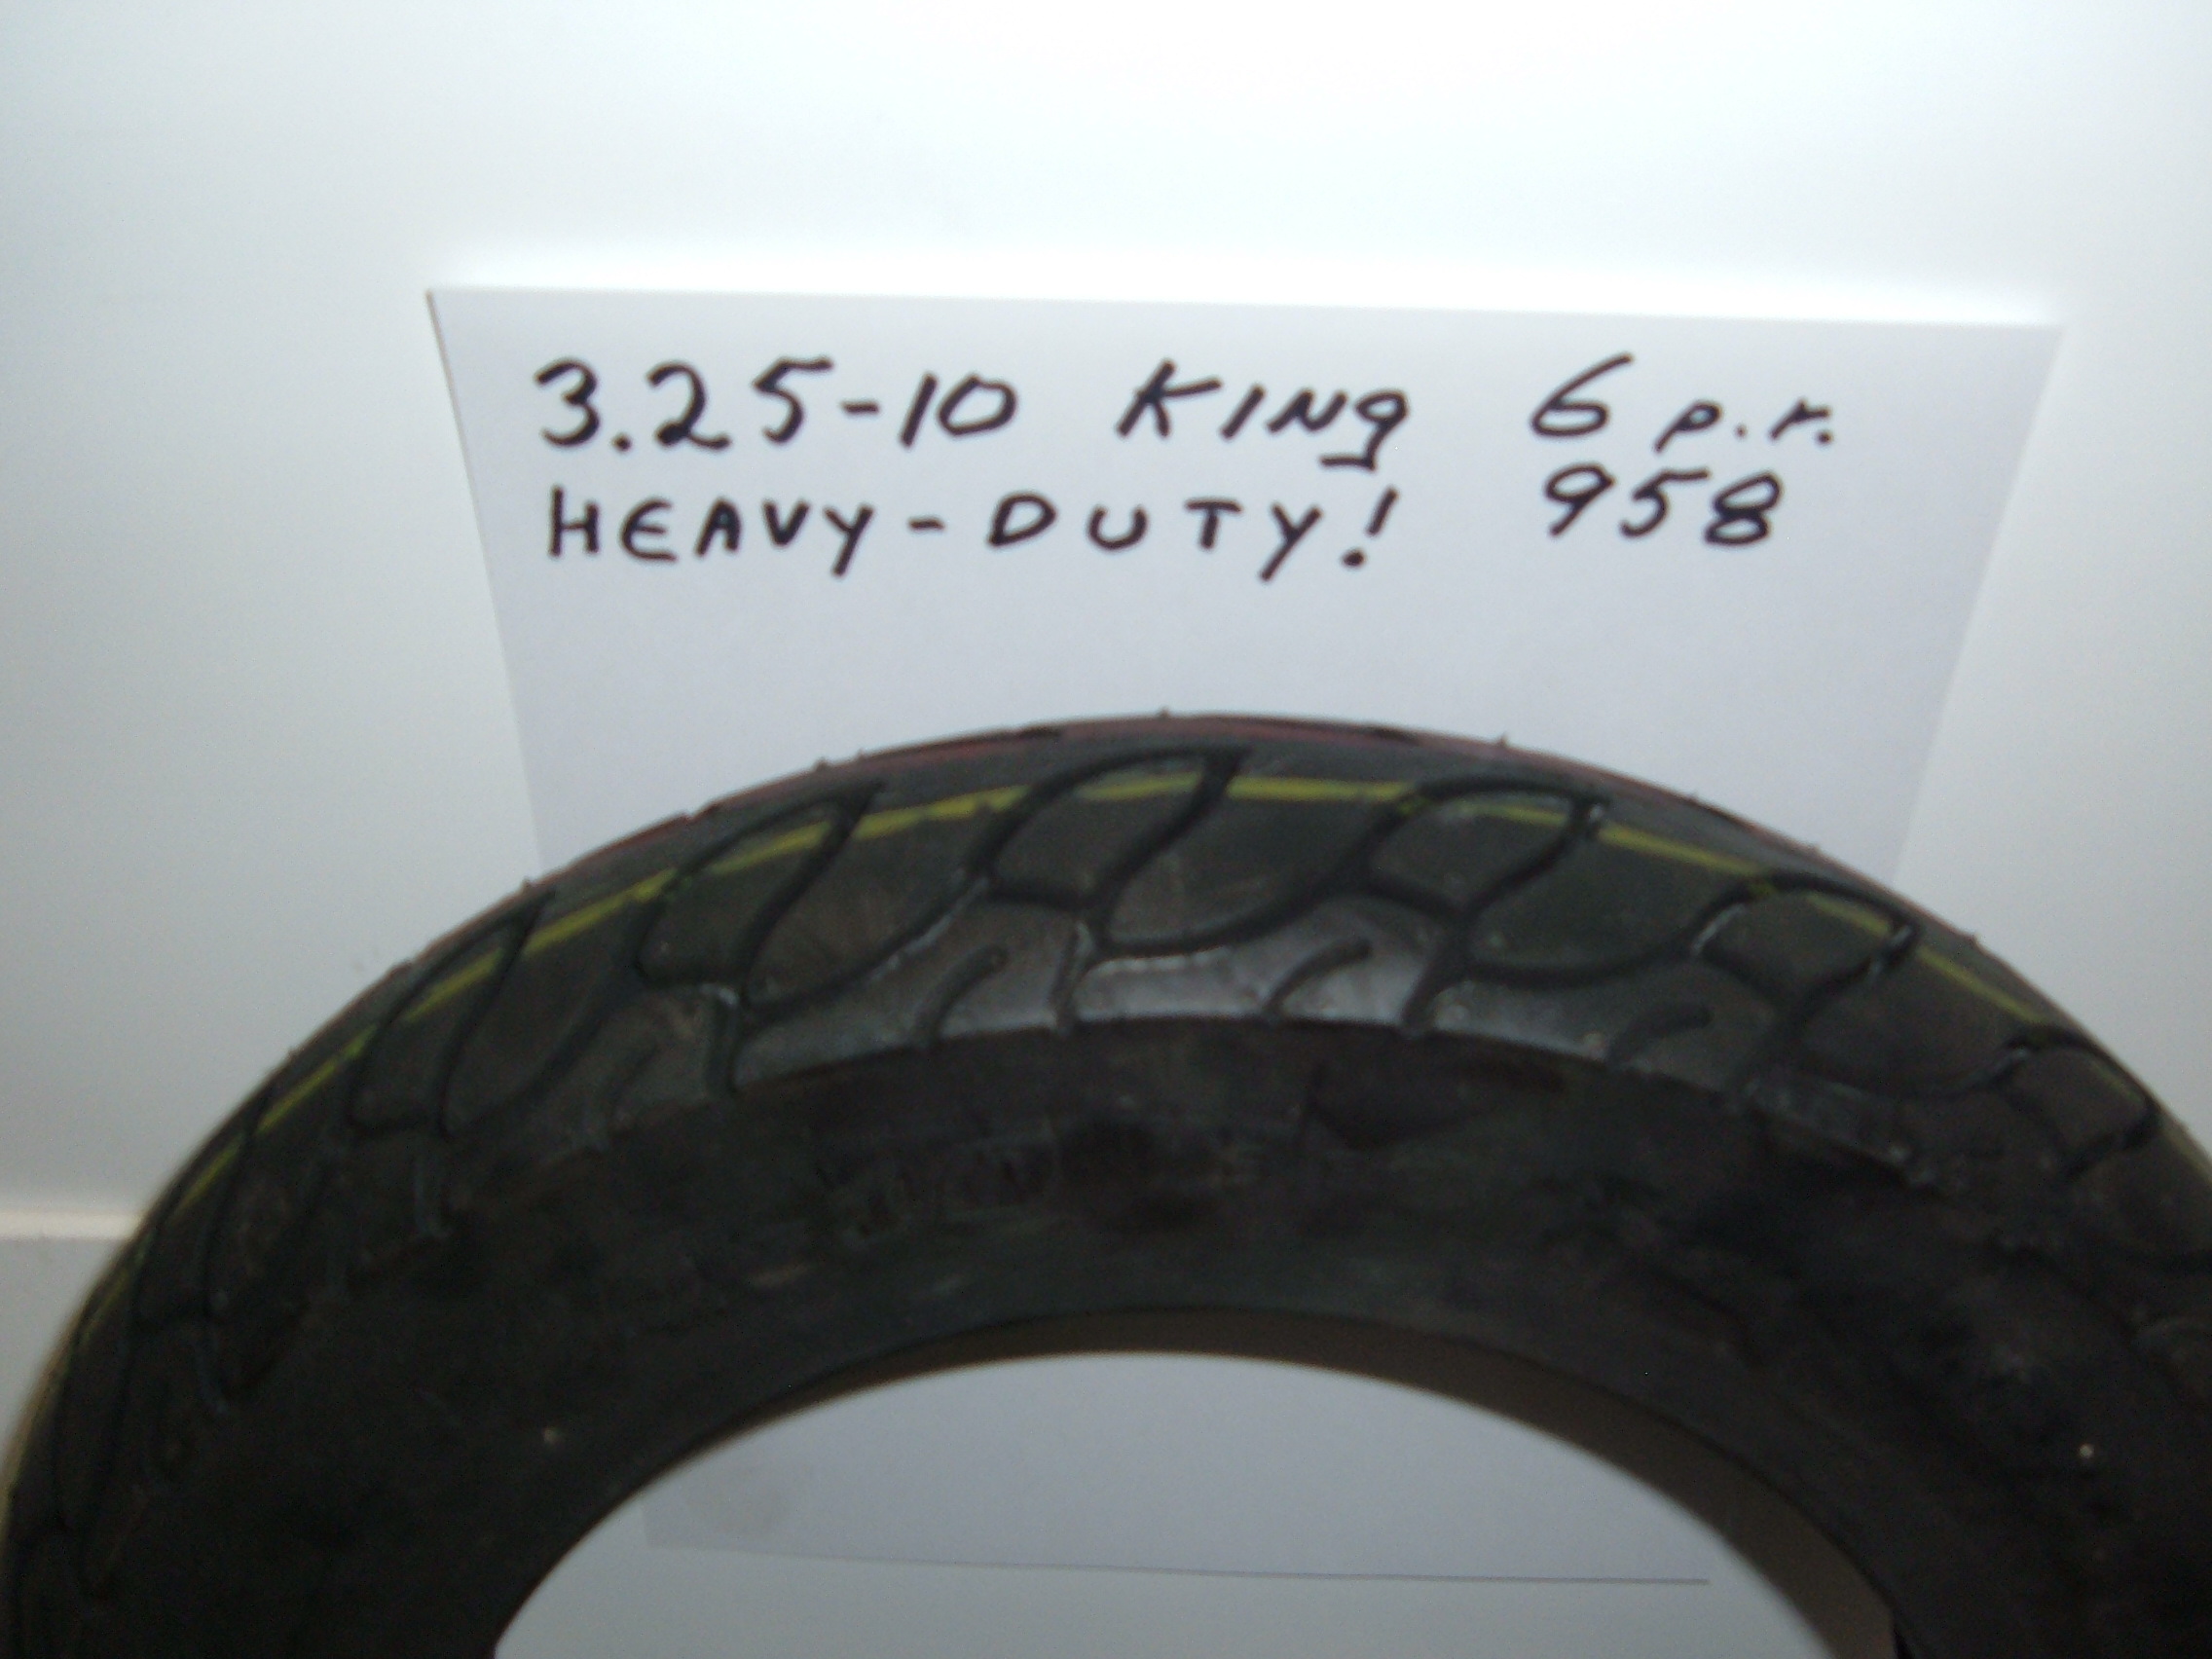 3.25-10 KINg 6 p.r.
HEAVY-DUTY! 958